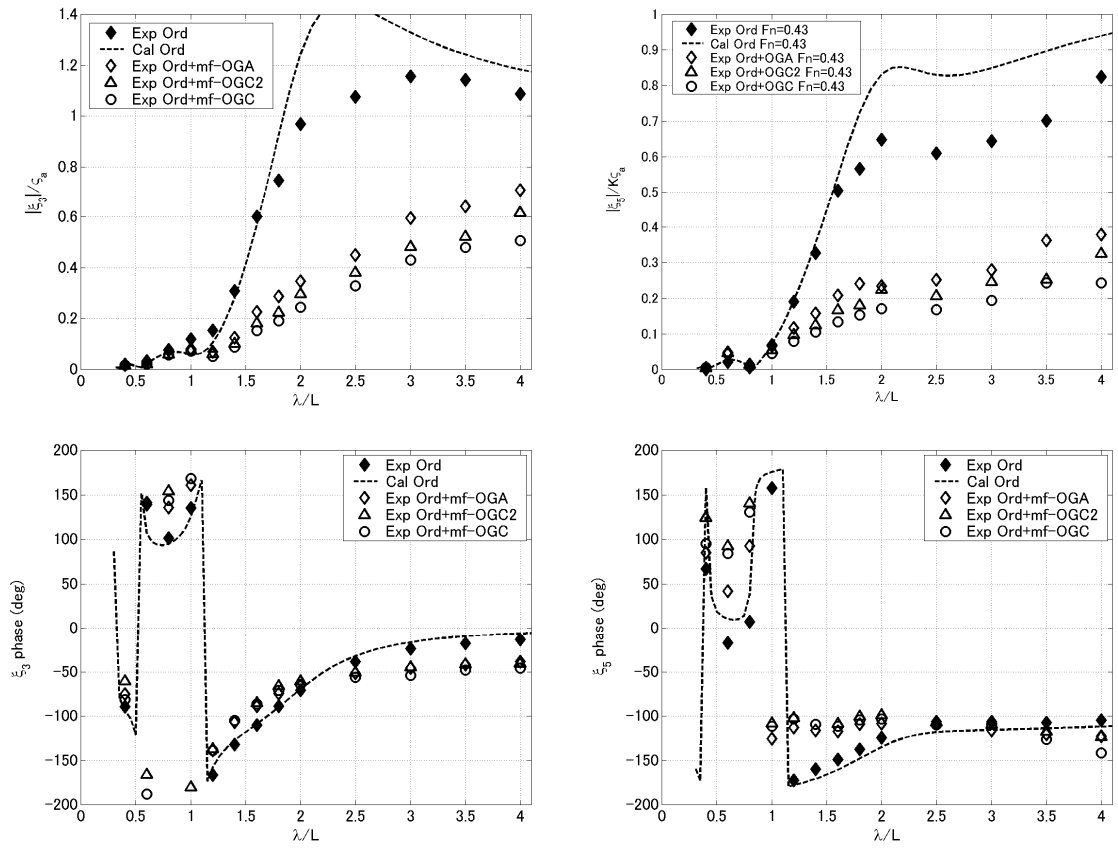 1.4
1.2
1
0.8
0.6
0.4
0.2
0
|ξ₃|/ςₐ
Exp Ord
Cal Ord
Exp Ord+mf-OGA
Exp Ord+mf-OGC2
Exp Ord+mf-OGC
0 0.5 1 1.5 2 2.5 3 3.5 4
λ/L
1
0.9
0.8
0.7
0.6
0.5
0.4
0.3
0.2
0.1
0
|ξ₅|/Kςₐ
Exp Ord Fn=0.43
Cal Ord Fn=0.43
Exp Ord+OGA Fn=0.43
Exp Ord+OGC2 Fn=0.43
Exp Ord+OGC Fn=0.43
0 0.5 1 1.5 2 2.5 3 3.5 4
λ/L
200
150
100
50
0
-50
-100
-150
-200
ξ₃ phase (deg)
Exp Ord
Cal Ord
Exp Ord+mf-OGA
Exp Ord+mf-OGC2
Exp Ord+mf-OGC
0 0.5 1 1.5 2 2.5 3 3.5 4
λ/L
200
150
100
50
0
-50
-100
-150
-200
ξ₅ phase (deg)
Exp Ord
Cal Ord
Exp Ord+mf-OGA
Exp Ord+mf-OGC2
Exp Ord+mf-OGC
0 0.5 1 1.5 2 2.5 3 3.5 4
λ/L